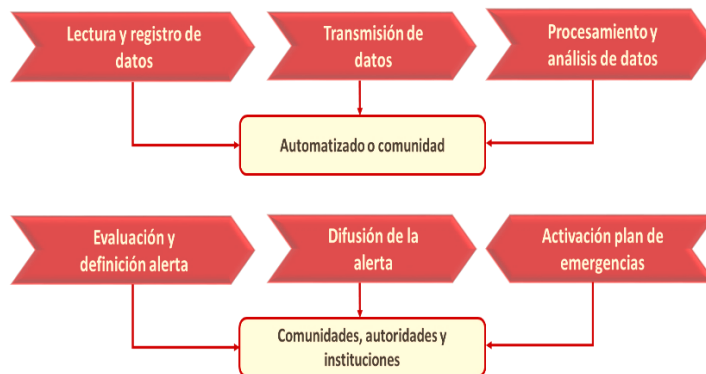 Lectura y registro de
datos
Transmisión de
datos
Procesamiento y
análisis de datos
Automatizado o comunidad
Evaluación y
definición alerta
Difusión de la
alerta
Activación plan de
emergencias
Comunidades, autoridades y
instituciones